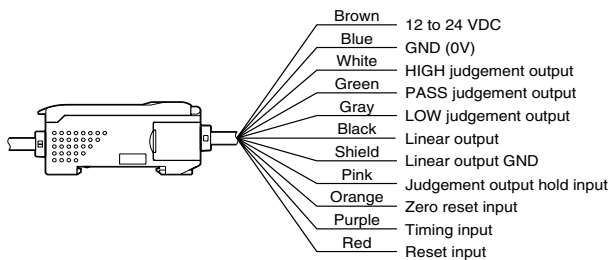 Brown 12 to 24 VDC
Blue GND (0V)
White HIGH judgement output
Green PASS judgement output
Gray LOW judgement output
Black Linear output
Shield Linear output GND
Pink Judgement output hold input
Orange Zero reset input
Purple Timing input
Red Reset input